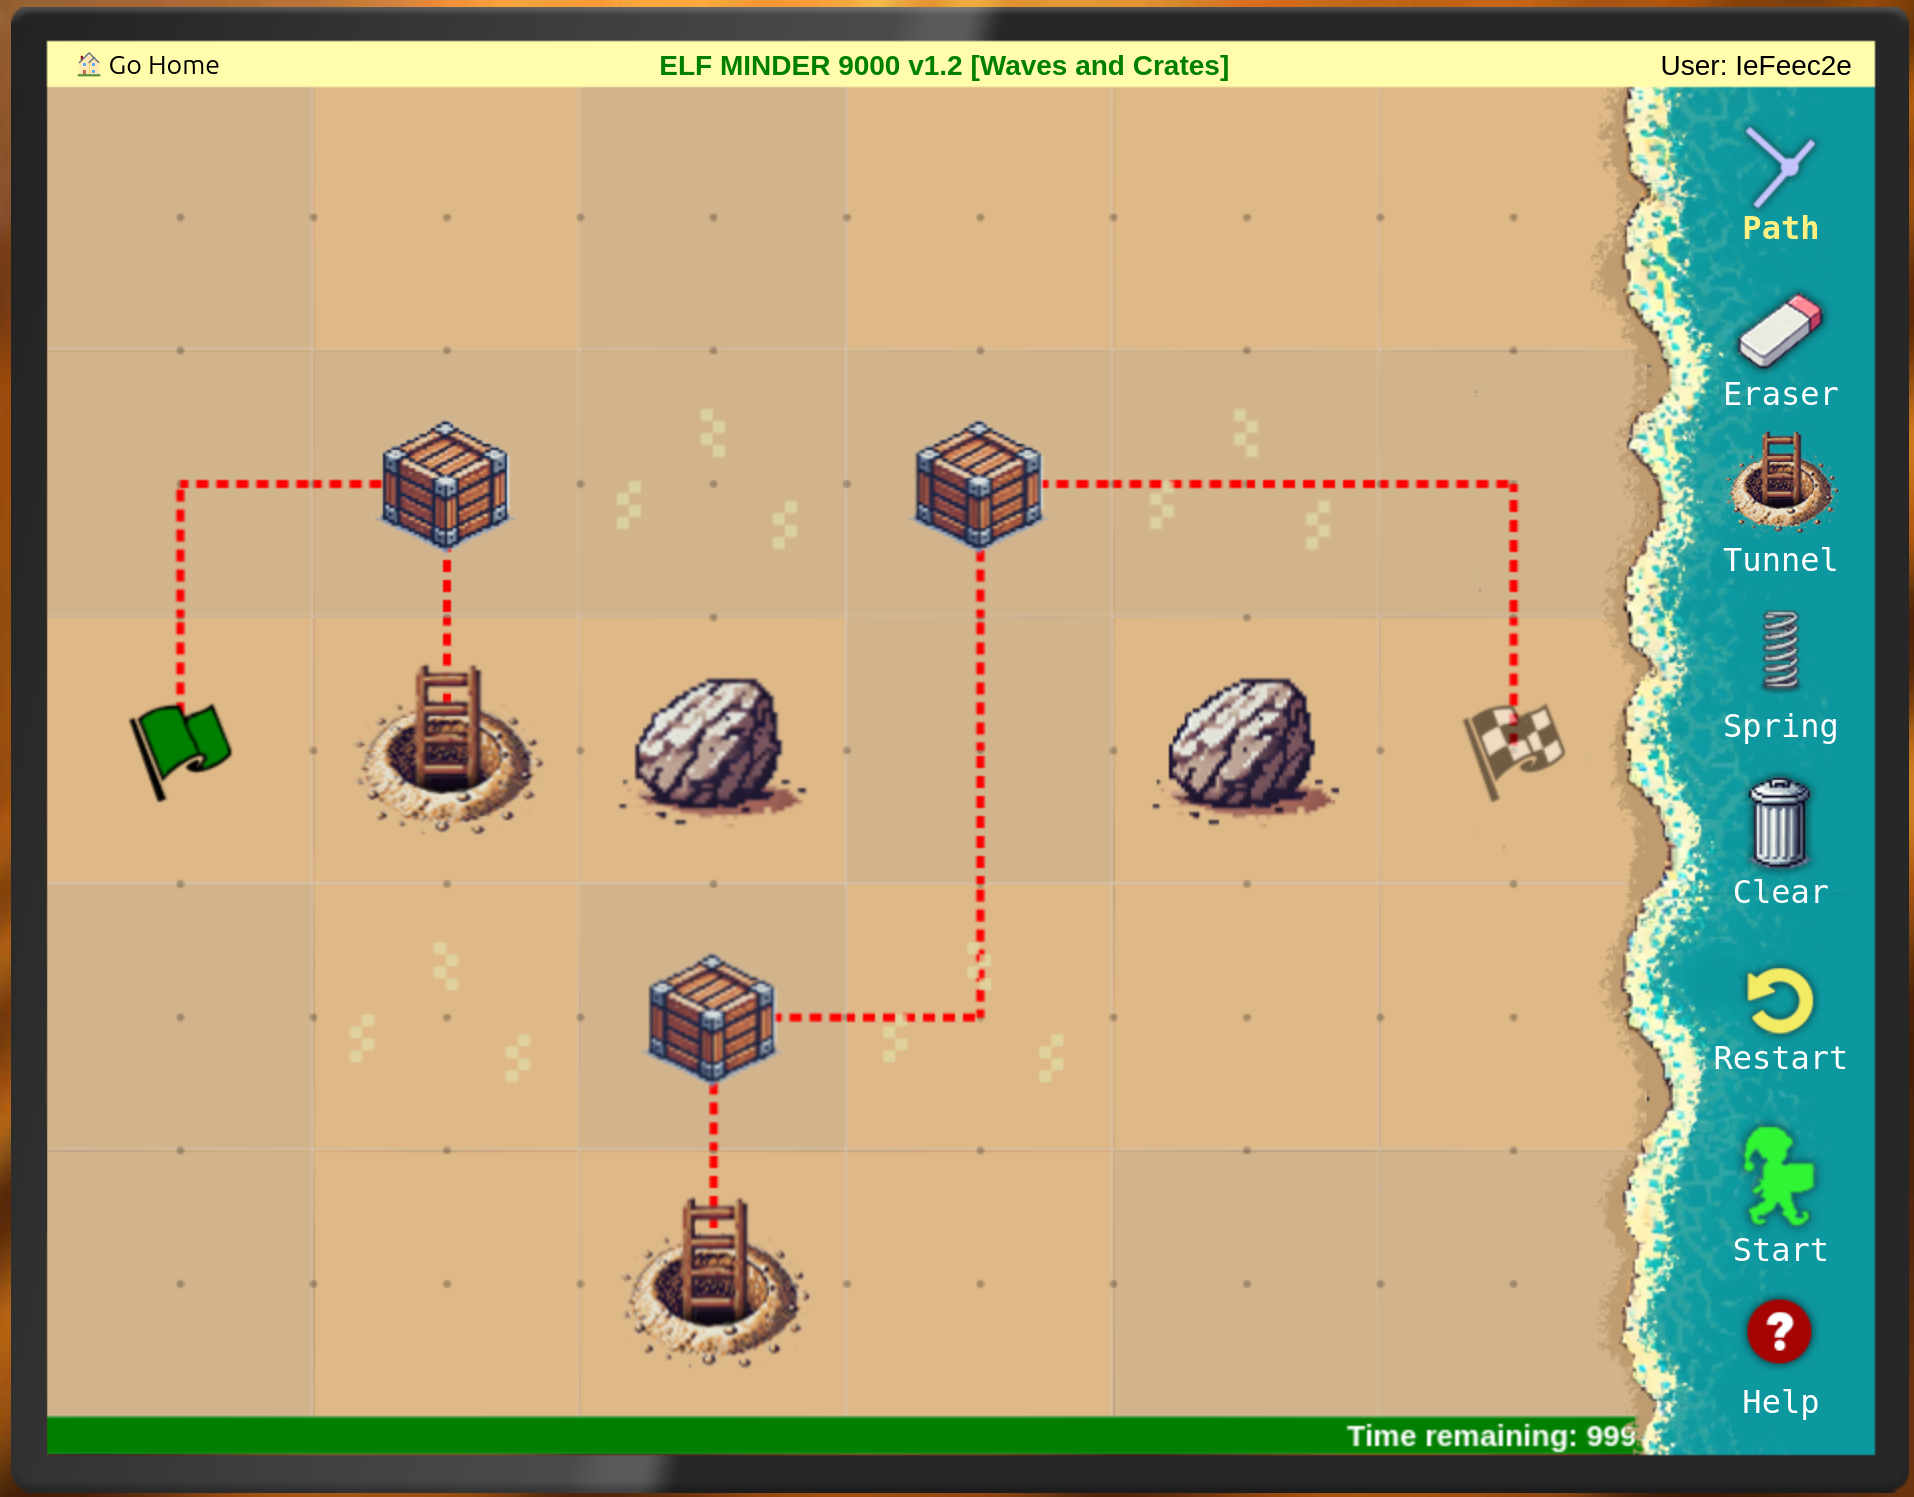 Go Home
ELF MINDER 9000 v1.2 [Waves and Crates]
User: IeFeec2e
Path
Eraser
Tunnel
Spring
Clear
Restart
Start
?
Help
Time remaining: 999